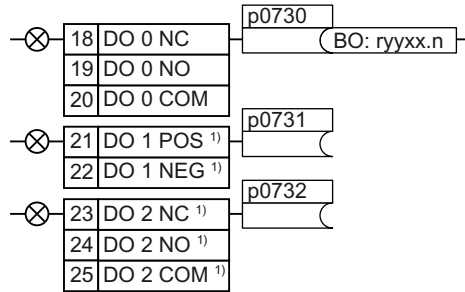 p0730
18 DO 0 NC BO: ryyxx.n
19 DO 0 NO
20 DO 0 COM
p0731
21 DO 1 POS 1)
22 DO 1 NEG 1)
p0732
23 DO 2 NC 1)
24 DO 2 NO 1)
25 DO 2 COM 1)